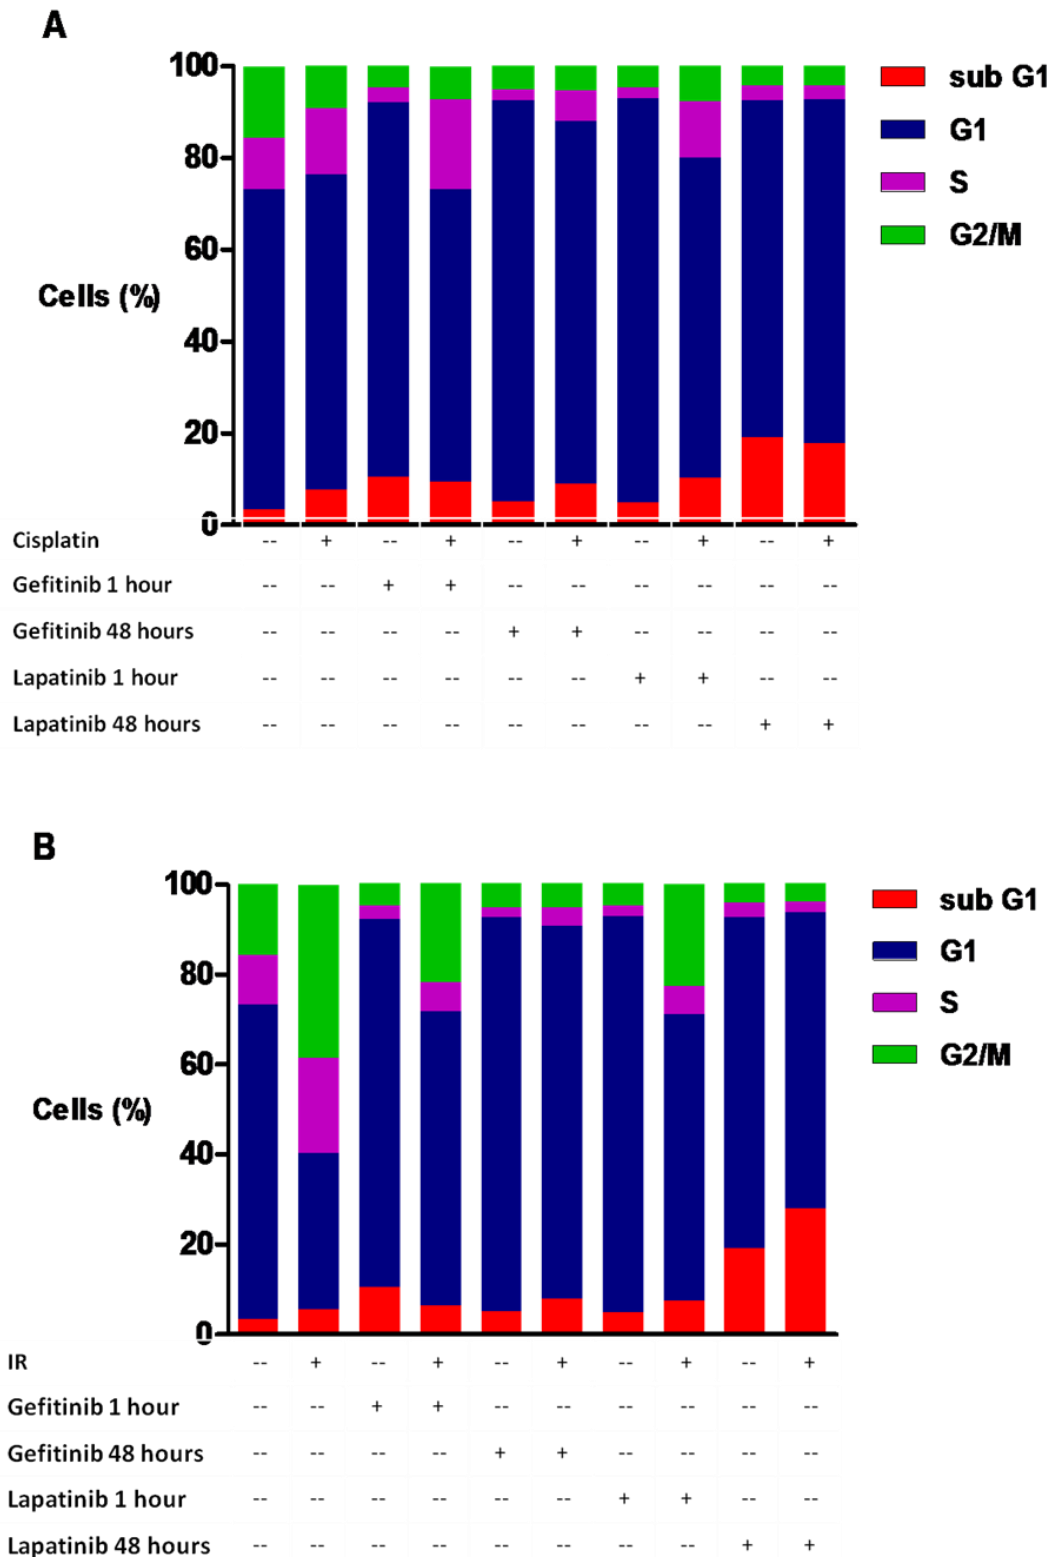 A
100
80
60
40
20
0
Cells (%)
sub G1
G1
S
G2/M
Cisplatin -- + -- + -- + -- + -- +
Gefitinib 1 hour -- -- + + -- -- -- -- -- --
Gefitinib 48 hours -- -- -- -- + + -- -- -- --
Lapatinib 1 hour -- -- -- -- -- -- + + -- --
Lapatinib 48 hours -- -- -- -- -- -- -- -- + +
B
100
80
60
40
20
0
Cells (%)
sub G1
G1
S
G2/M
IR -- + -- + -- + -- + -- +
Gefitinib 1 hour -- -- + + -- -- -- -- -- --
Gefitinib 48 hours -- -- -- -- + + -- -- -- --
Lapatinib 1 hour -- -- -- -- -- -- + + -- --
Lapatinib 48 hours -- -- -- -- -- -- -- -- + +